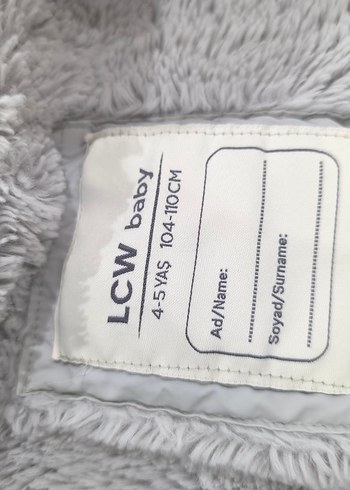 LCW baby
4-5 YAŞ 104-110CM
Ad/Name:
Soyad/Surname: